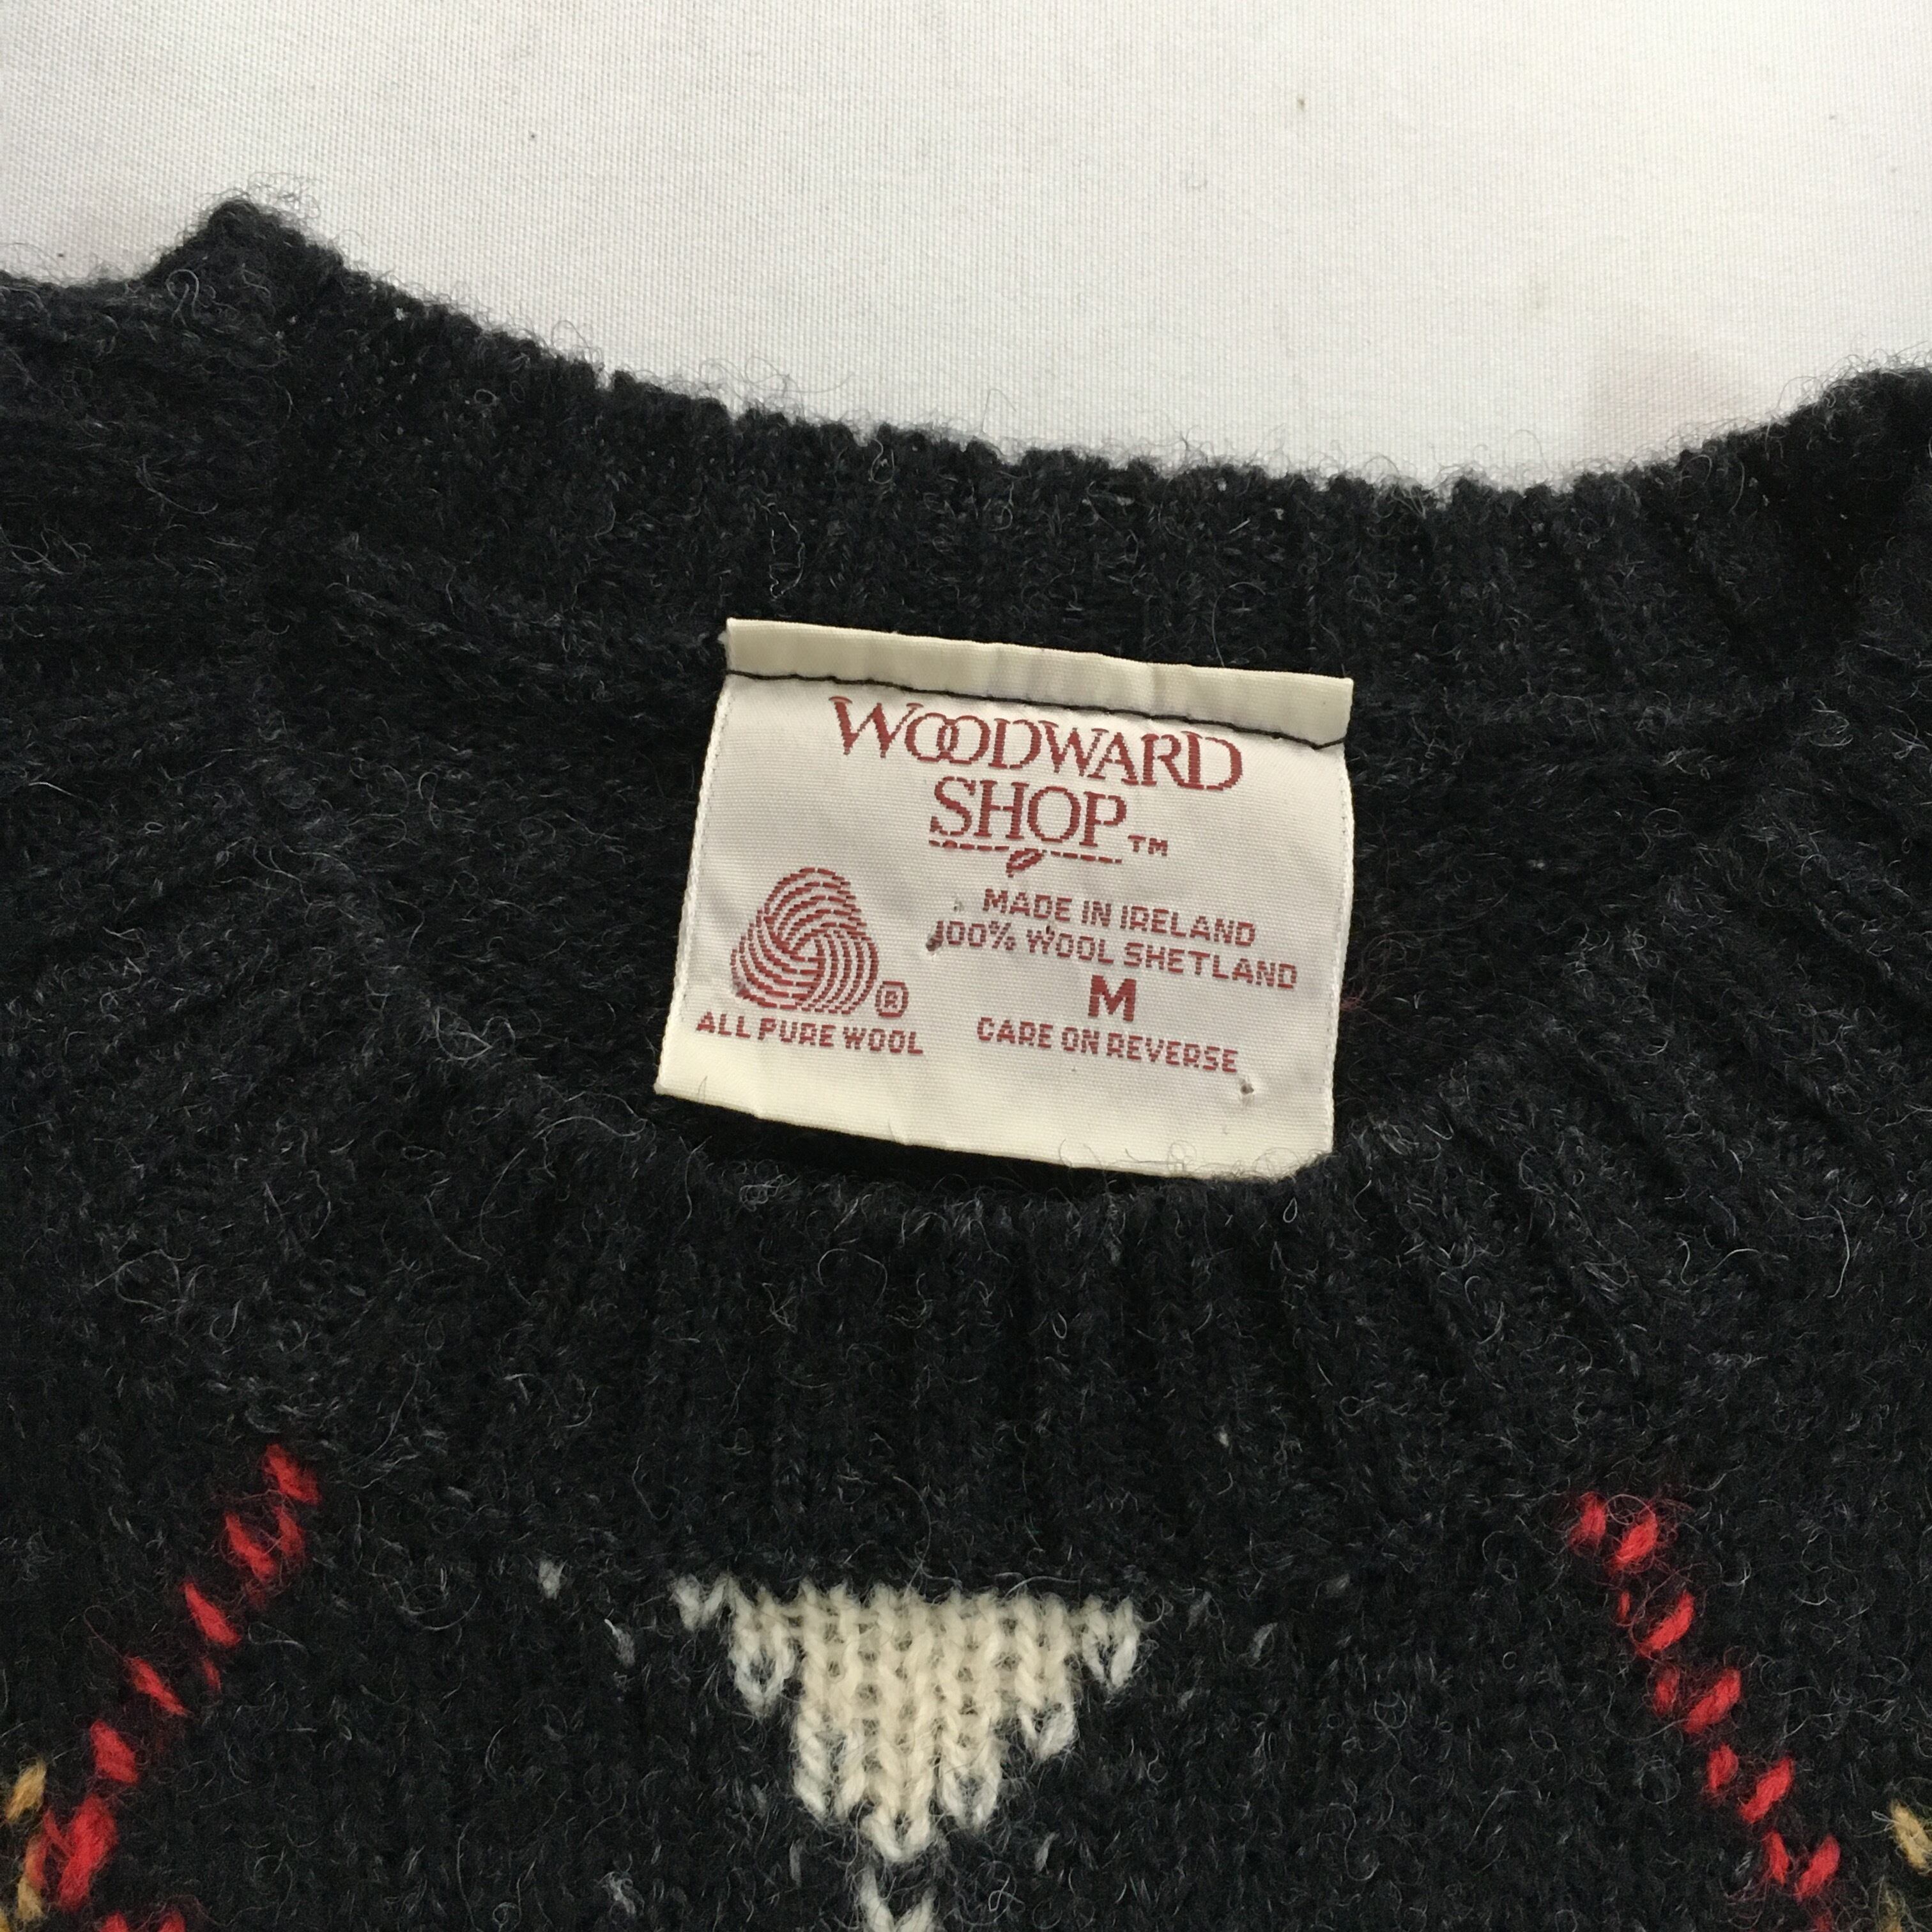 WOODWARD
SHOP™
MADE IN IRELAND
100% WOOL SHETLAND
M
CARE ON REVERSE
®
ALL PURE WOOL